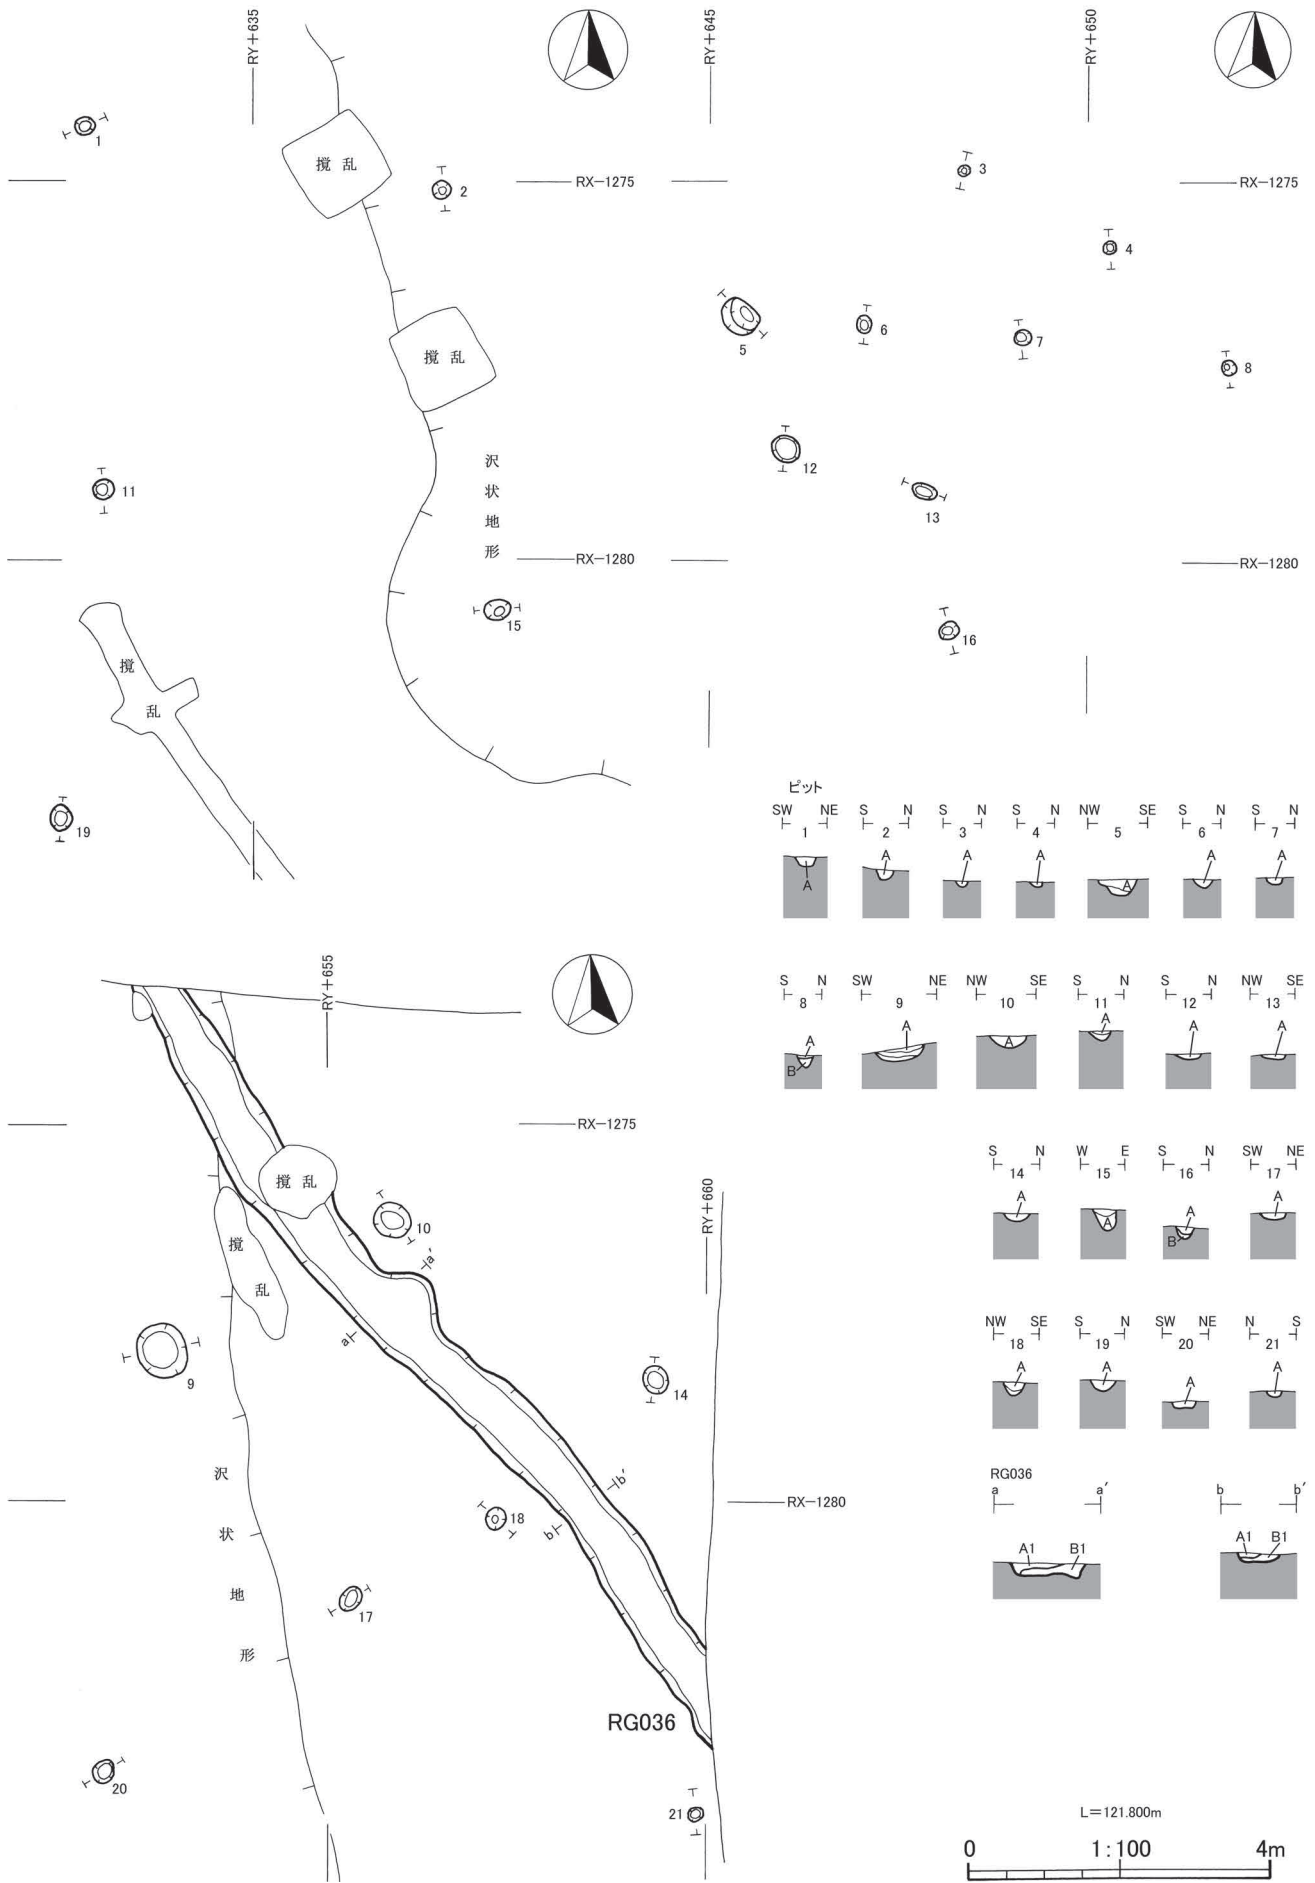 RY+635
RY+645
RY+650
1
撹乱
2
RX-1275
3
RX-1275
4
5
6
7
8
撹乱
11
沢状地形
12
13
RX-1280
RX-1280
15
16
撹乱
19
ピット
SW NE S N S N S N NW SE S N S N
1 2 3 4 5 6 7
A A A A A A A
S N SW NE NW SE S N S N NW SE
8 9 10 11 12 13
A B A A A A A
S N W E S N SW NE
14 15 16 17
A A A B A
NW SE S N SW NE N S
18 19 20 21
A A A A
RG036
a a′ b b′
A1 B1 A1 B1
RY+655
RX-1275
撹乱
RY+660
10
撹乱
a′
a
9
14
沢状地形
b′
RX-1280
18
b
17
RG036
20
21
L=121.800m
0 1:100 4m